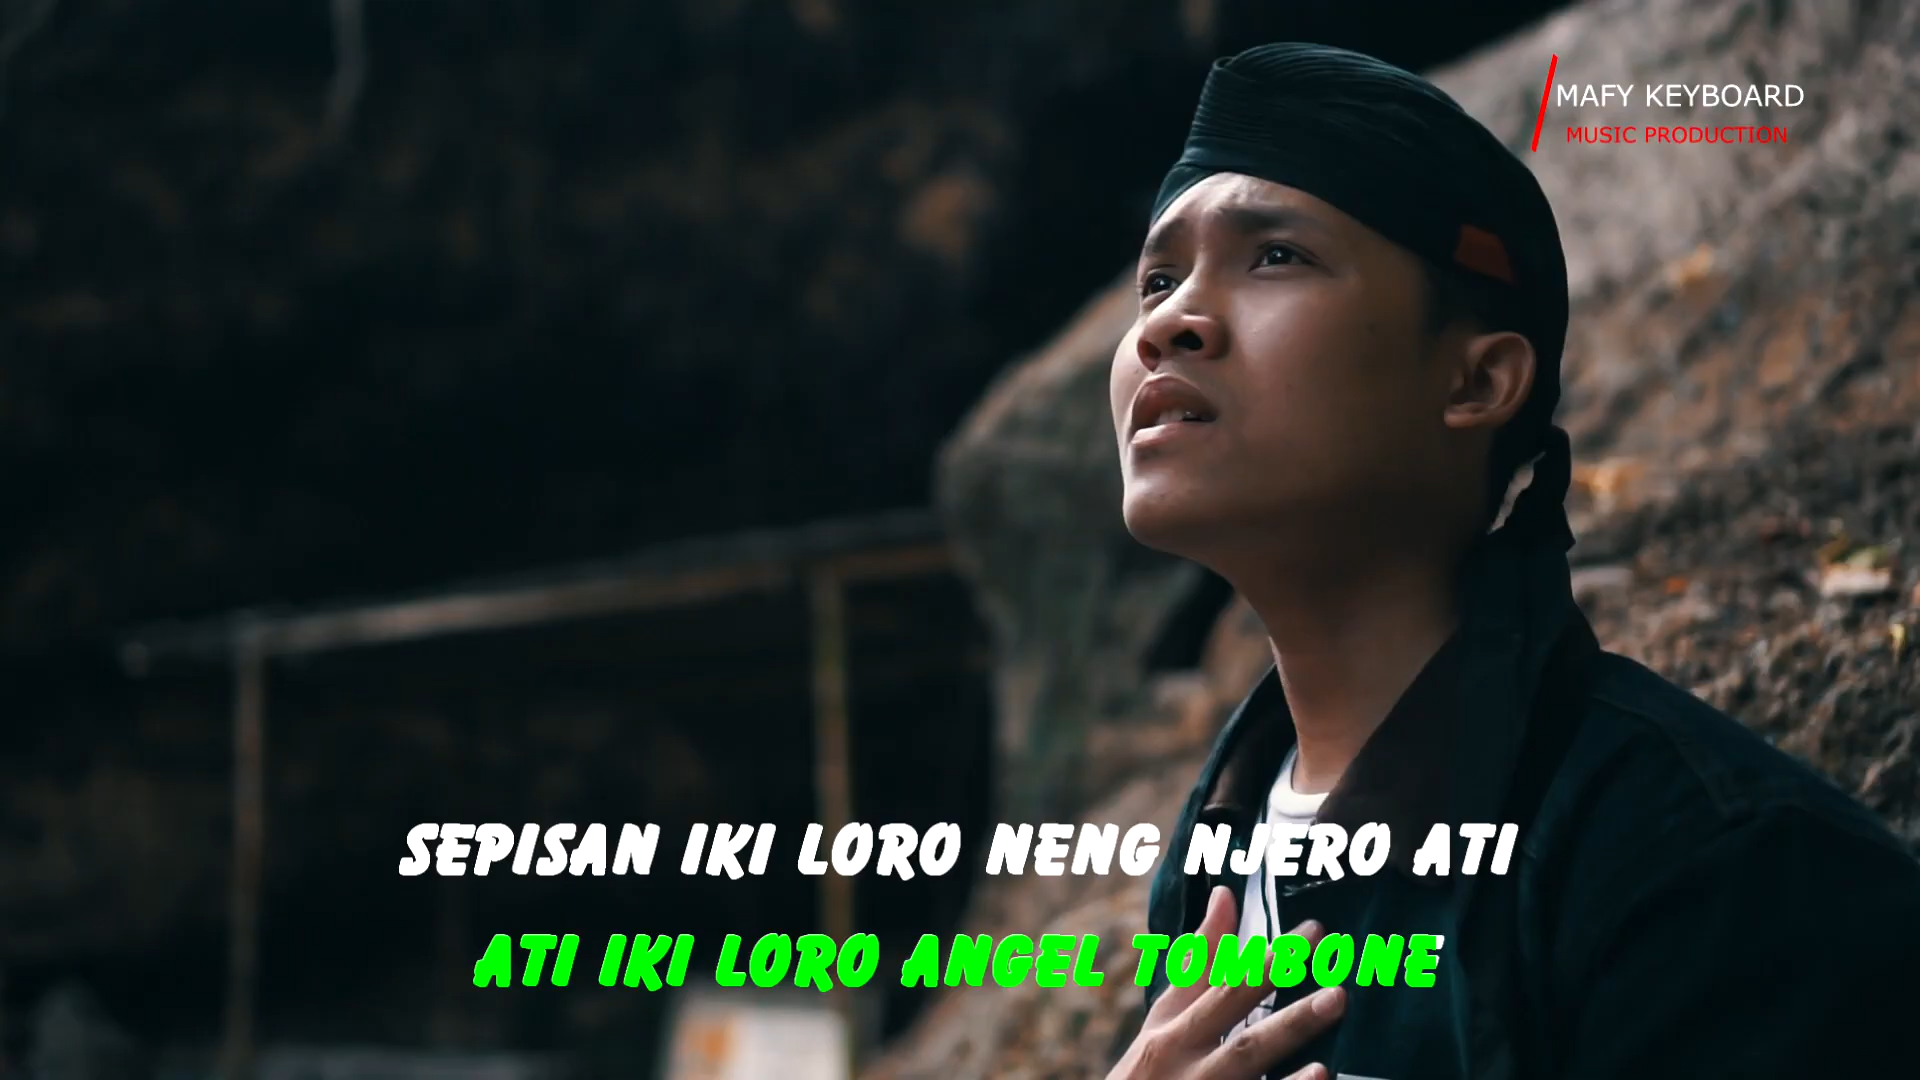 MAFY KEYBOARD
MUSIC PRODUCTION
SEPISAN IKI LORO NENG NJERO ATI
ATI IKI LORO ANGEL TOMBONE